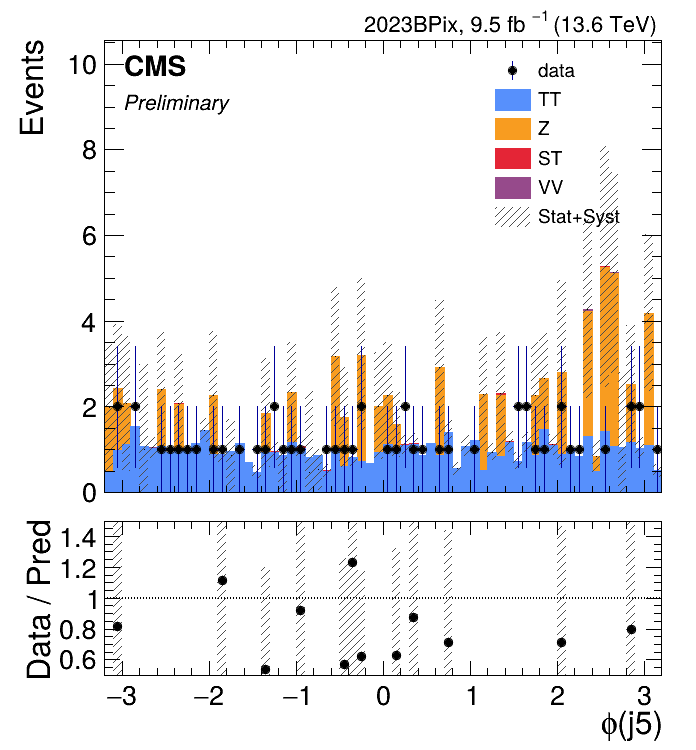 2023BPix, 9.5 fb⁻¹ (13.6 TeV)
Events
10
8
6
4
2
0
CMS
Preliminary
data
TT
Z
ST
VV
Stat+Syst
Data / Pred
1.4
1.2
1
0.8
0.6
−3
−2
−1
0
1
2
3
ϕ(j5)